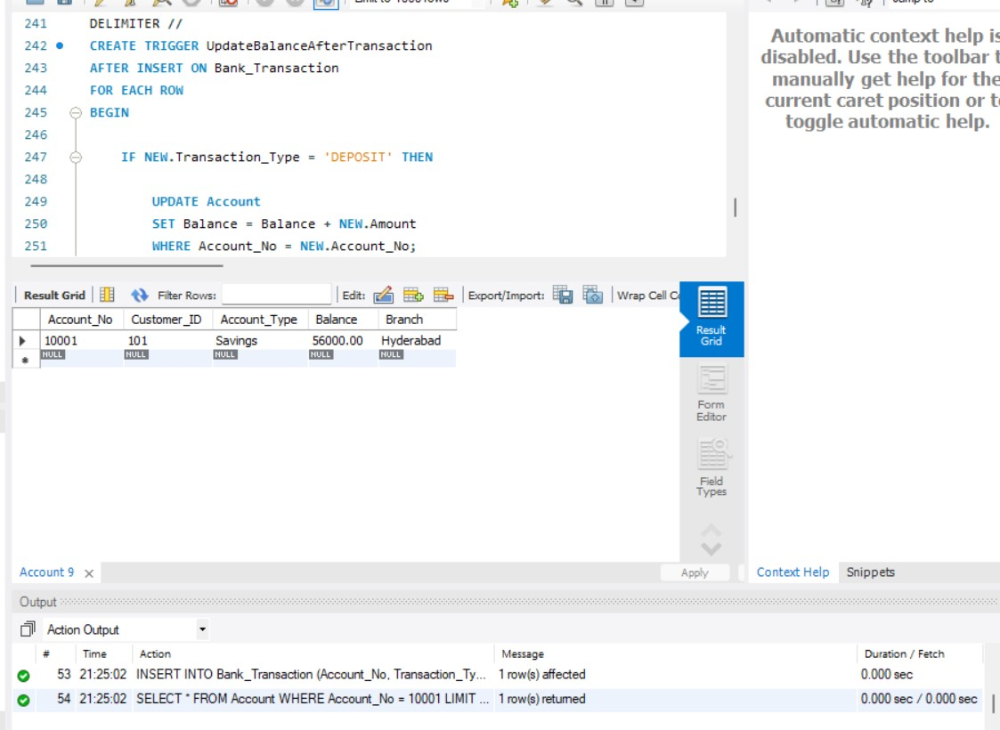 241 DELIMITER //
242 CREATE TRIGGER UpdateBalanceAfterTransaction
243 AFTER INSERT ON Bank_Transaction
244 FOR EACH ROW
245 BEGIN
246
247 IF NEW.Transaction_Type = 'DEPOSIT' THEN
248
249 UPDATE Account
250 SET Balance = Balance + NEW.Amount
251 WHERE Account_No = NEW.Account_No;
Automatic context help is
disabled. Use the toolbar t
manually get help for the
current caret position or to
toggle automatic help.
Result Grid Filter Rows: Edit: Export/Import: Wrap Cell Co
Account_No Customer_ID Account_Type Balance Branch
10001 101 Savings 56000.00 Hyderabad
NULL NULL NULL NULL NULL
Result
Grid
Form
Editor
Field
Types
Account 9 Apply Context Help Snippets
Output
Action Output
# Time Action Message Duration / Fetch
53 21:25:02 INSERT INTO Bank_Transaction (Account_No, Transaction_Ty... 1 row(s) affected 0.000 sec
54 21:25:02 SELECT * FROM Account WHERE Account_No = 10001 LIMIT ... 1 row(s) returned 0.000 sec / 0.000 sec